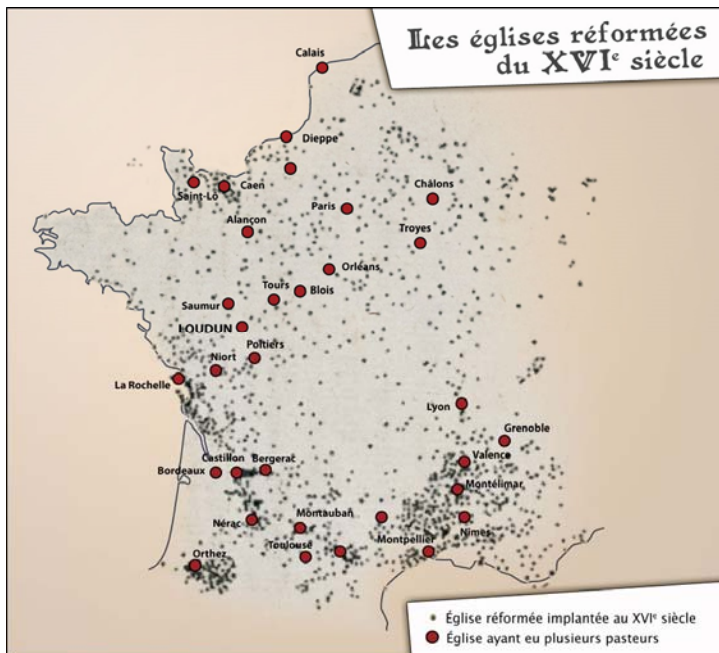 Les églises réformées
du XVIᵉ siècle
Calais
Dieppe
Saint-Lô
Caen
Châlons
Paris
Alançon
Troyes
Orléans
Tours
Blois
Saumur
LOUDUN
Poitiers
Niort
La Rochelle
Lyon
Grenoble
Castillon
Bergerac
Valence
Bordeaux
Montélimar
Nérac
Montauban
Nimes
Toulouse
Montpellier
Orthez
Église réformée implantée au XVIᵉ siècle
Église ayant eu plusieurs pasteurs